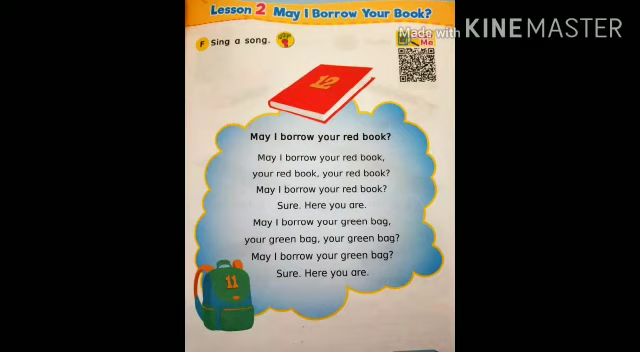 Lesson 2 May I Borrow Your Book?
Made with KINEMASTER
F Sing a song.
Me
12
May I borrow your red book?
May I borrow your red book,
your red book, your red book?
May I borrow your red book?
Sure. Here you are.
May I borrow your green bag,
your green bag, your green bag?
May I borrow your green bag?
Sure. Here you are.
11